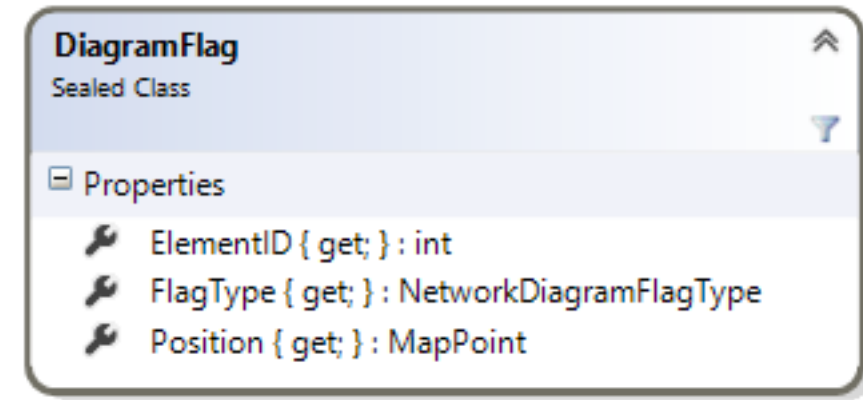 DiagramFlag
Sealed Class
Properties
ElementID { get; } : int
FlagType { get; } : NetworkDiagramFlagType
Position { get; } : MapPoint